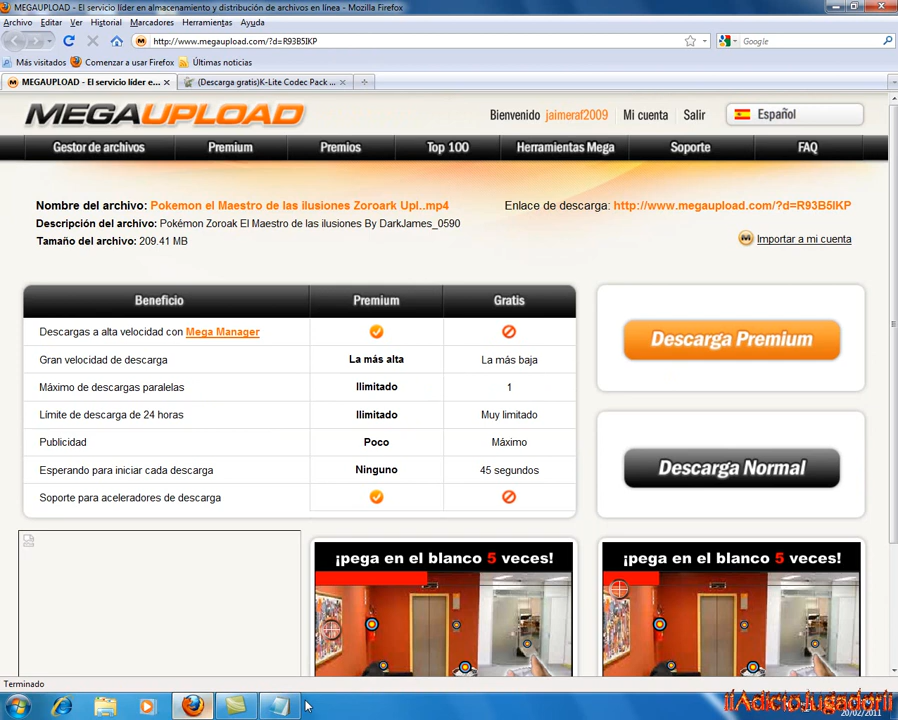 MEGAUPLOAD - El servicio líder en almacenamiento y distribución de archivos en línea - Mozilla Firefox
Archivo Editar Ver Historial Marcadores Herramientas Ayuda
http://www.megaupload.com/?d=R93B5IKP
Google
Más visitados Comenzar a usar Firefox Últimas noticias
MEGAUPLOAD - El servicio líder e...
(Descarga gratis)K-Lite Codec Pack ...
MEGAUPLOAD
Bienvenido jaimeraf2009 Mi cuenta Salir Español
Gestor de archivos Premium Premios Top 100 Herramientas Mega Soporte FAQ
Nombre del archivo: Pokemon el Maestro de las ilusiones Zoroark Upl..mp4
Enlace de descarga: http://www.megaupload.com/?d=R93B5IKP
Descripción del archivo: Pokémon Zoroak El Maestro de las ilusiones By DarkJames_0590
Tamaño del archivo: 209.41 MB
Importar a mi cuenta
Beneficio Premium Gratis
Descargas a alta velocidad con Mega Manager
Gran velocidad de descarga La más alta La más baja
Máximo de descargas paralelas Ilimitado 1
Límite de descarga de 24 horas Ilimitado Muy limitado
Publicidad Poco Máximo
Esperando para iniciar cada descarga Ninguno 45 segundos
Soporte para aceleradores de descarga
Descarga Premium
Descarga Normal
¡pega en el blanco 5 veces!
¡pega en el blanco 5 veces!
Terminado
iIAdictoJugadorIi
20/02/2011